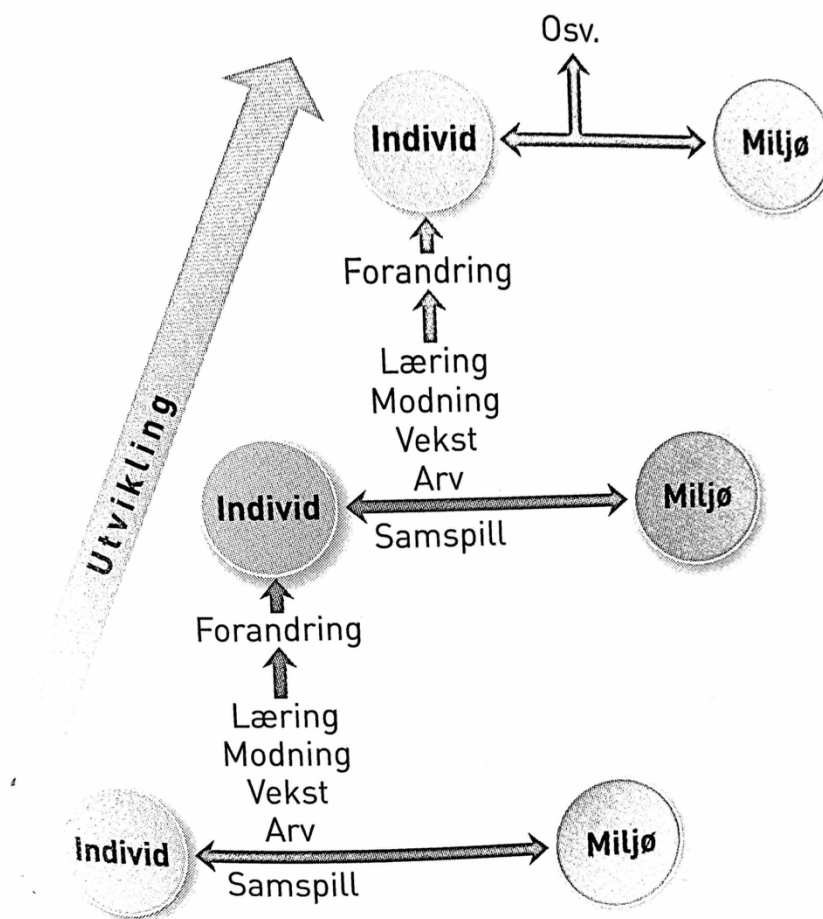 Osv.
Individ
Miljø
Forandring
Læring
Modning
Vekst
Arv
Individ
Miljø
Samspill
Utvikling
Forandring
Læring
Modning
Vekst
Arv
Individ
Miljø
Samspill